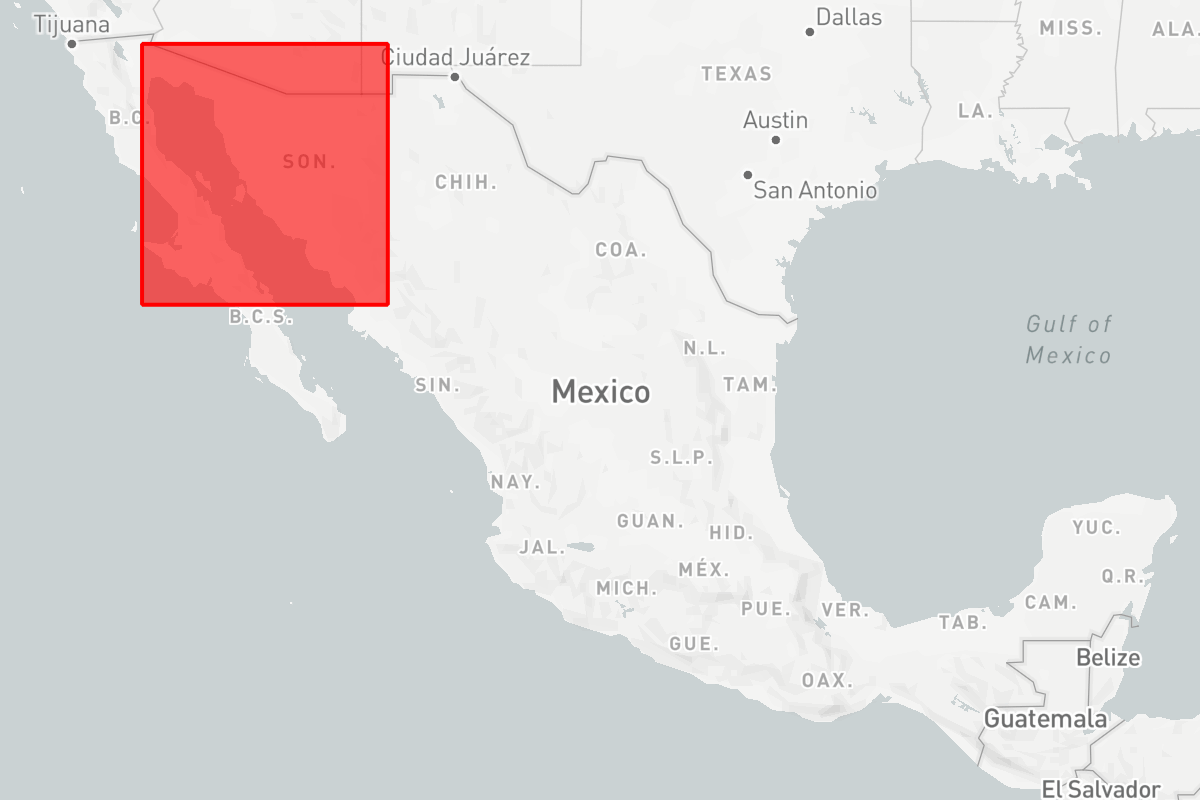 Tijuana
Dallas
MISS.
ALA.
Ciudad Juárez
TEXAS
B.C.
LA.
Austin
SON.
CHIH.
San Antonio
COA.
B.C.S.
Gulf of
Mexico
N.L.
SIN.
Mexico
TAM.
S.L.P.
NAY.
GUAN.
HID.
YUC.
JAL.
MÉX.
Q.R.
MICH.
PUE.
VER.
CAM.
TAB.
GUE.
Belize
OAX.
Guatemala
El Salvador